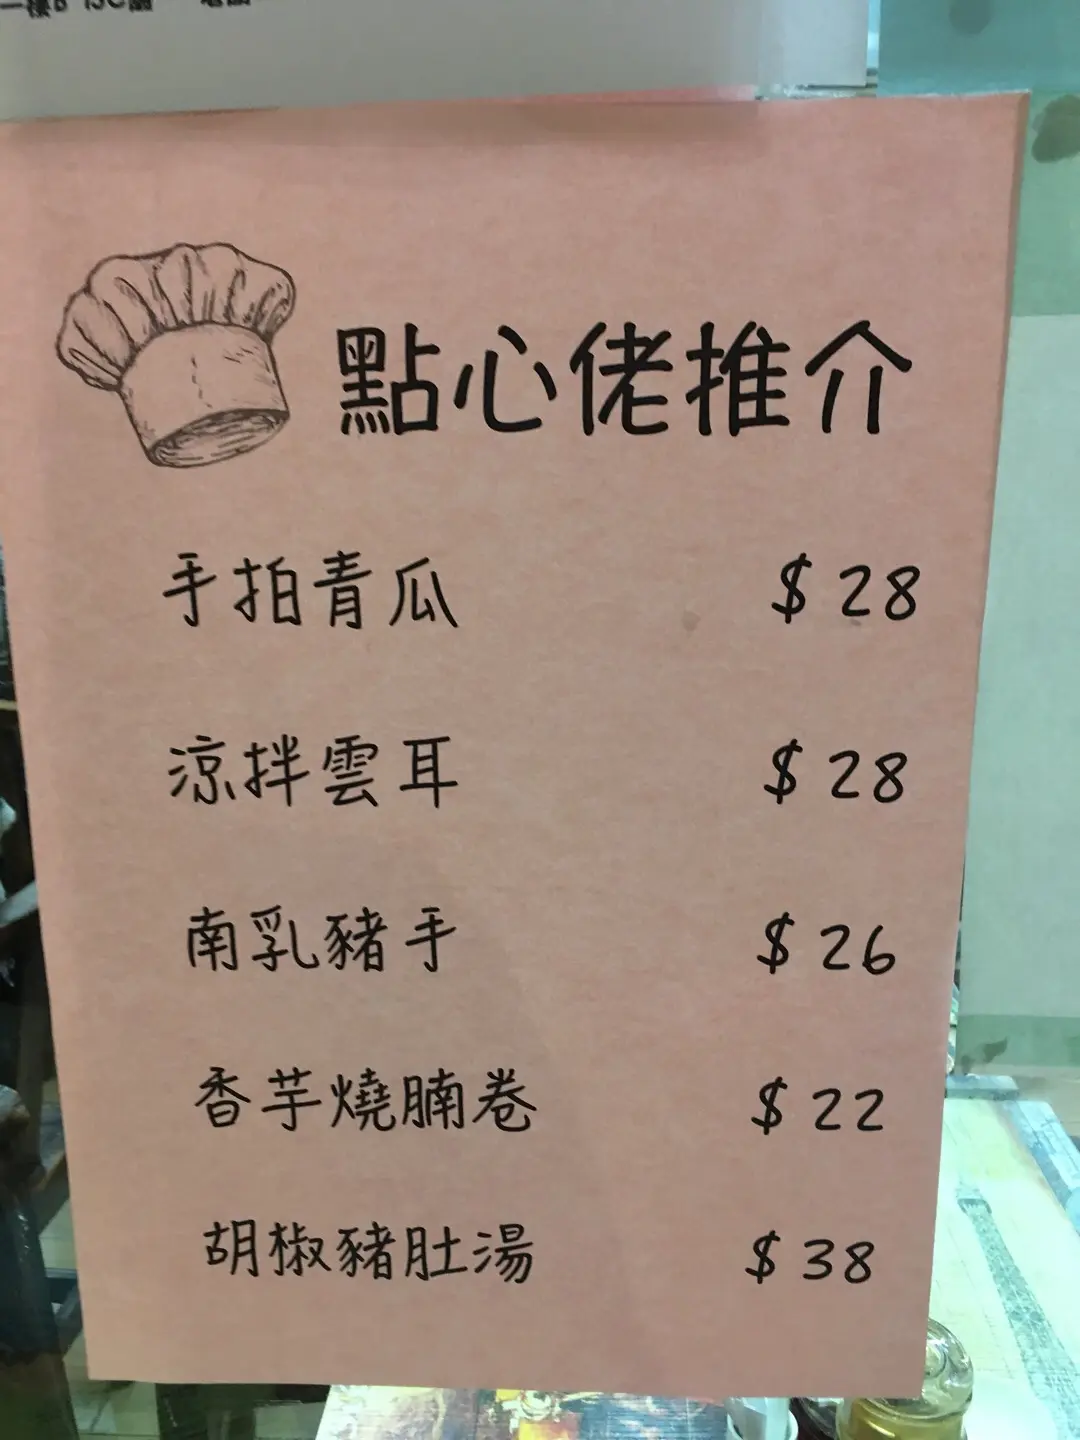 點心佬推介
手拍青瓜 $28
涼拌雲耳 $28
南乳豬手 $26
香芋燒腩卷 $22
胡椒豬肚湯 $38